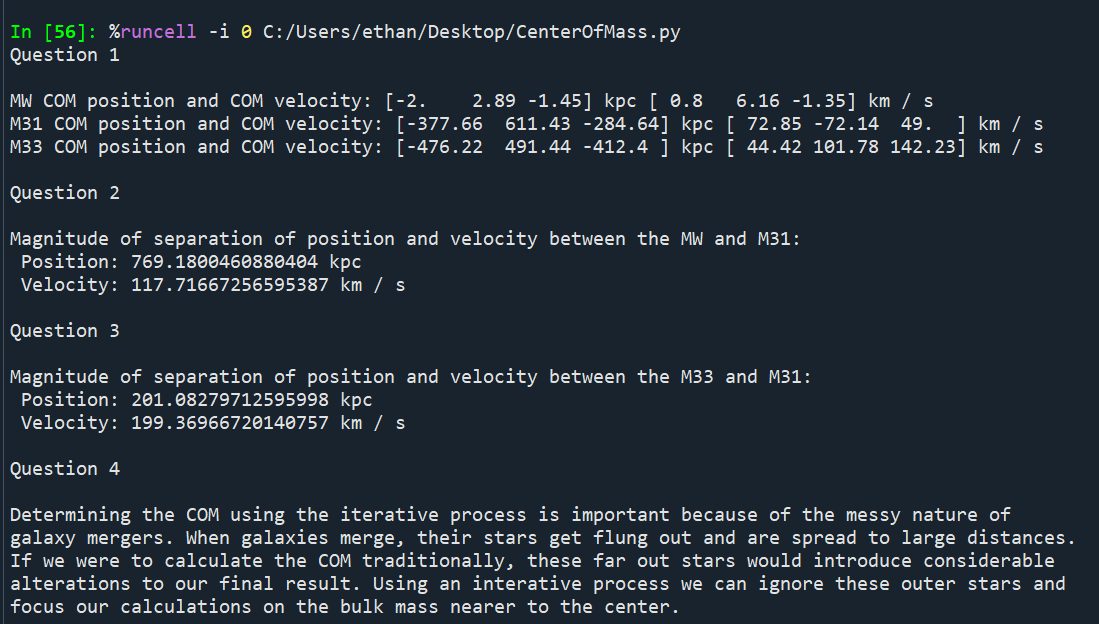 In [56]: %runcell -i 0 C:/Users/ethan/Desktop/CenterOfMass.py
Question 1
MW COM position and COM velocity: [-2.    2.89 -1.45] kpc [ 0.8   6.16 -1.35] km / s
M31 COM position and COM velocity: [-377.66  611.43 -284.64] kpc [ 72.85 -72.14  49.  ] km / s
M33 COM position and COM velocity: [-476.22  491.44 -412.4 ] kpc [ 44.42 101.78 142.23] km / s
Question 2
Magnitude of separation of position and velocity between the MW and M31:
Position: 769.1800460880404 kpc
Velocity: 117.71667256595387 km / s
Question 3
Magnitude of separation of position and velocity between the M33 and M31:
Position: 201.08279712595998 kpc
Velocity: 199.36966720140757 km / s
Question 4
Determining the COM using the iterative process is important because of the messy nature of
galaxy mergers. When galaxies merge, their stars get flung out and are spread to large distances.
If we were to calculate the COM traditionally, these far out stars would introduce considerable
alterations to our final result. Using an interative process we can ignore these outer stars and
focus our calculations on the bulk mass nearer to the center.